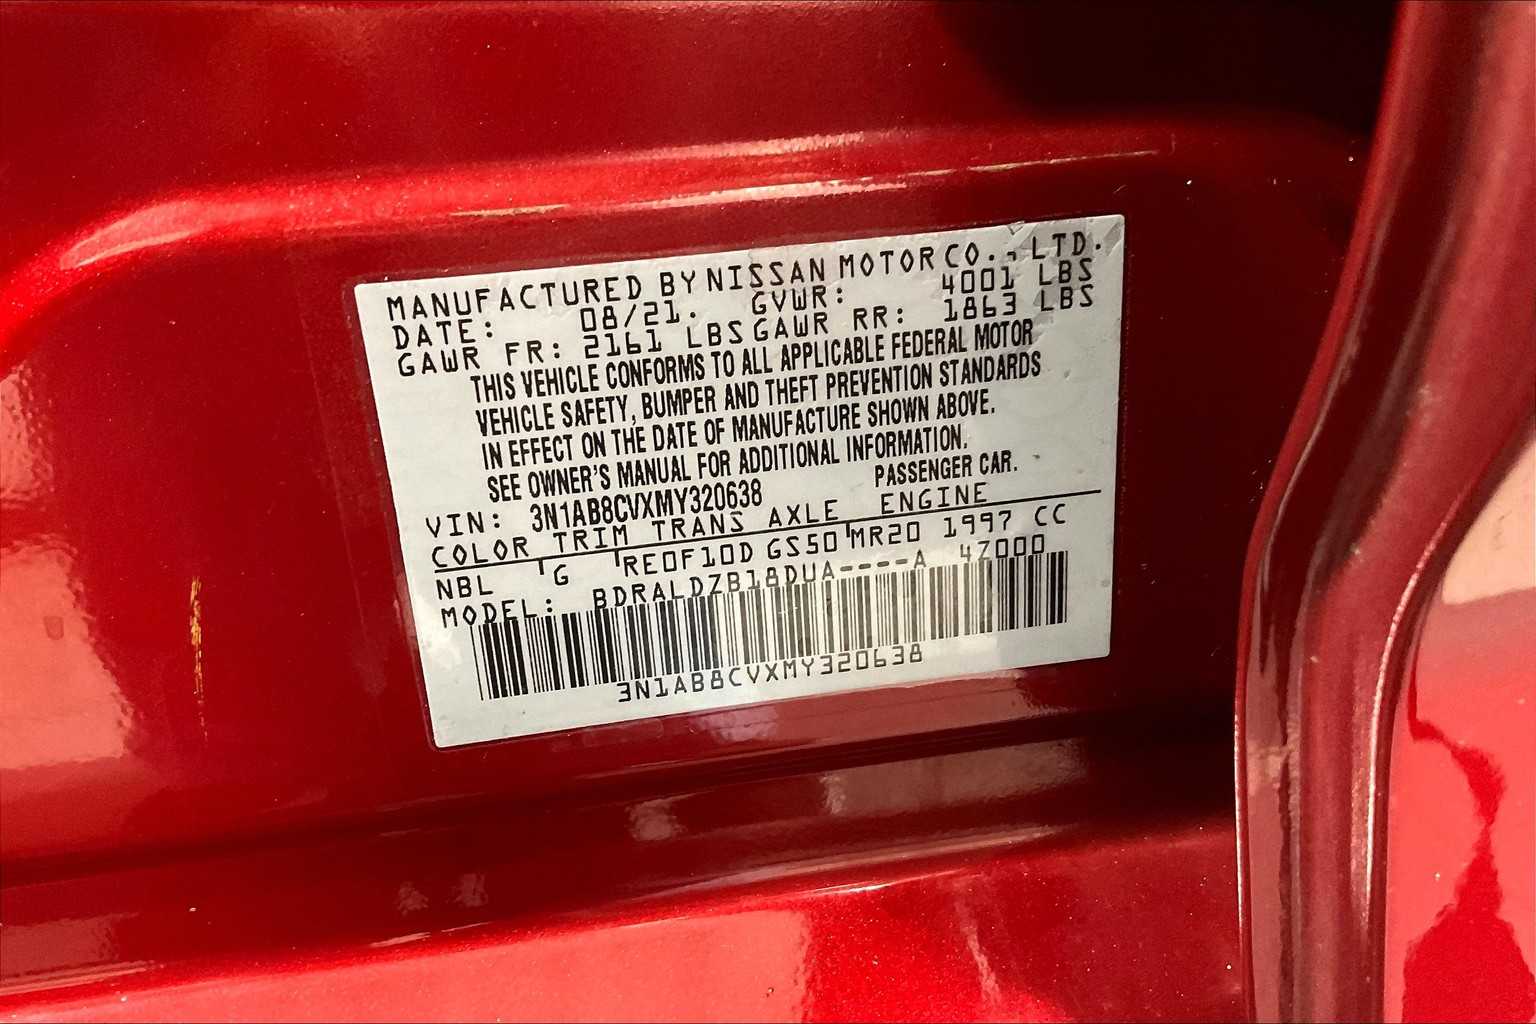 MANUFACTURED BY NISSAN MOTOR CO., LTD.
DATE: 08/21. GVWR: 4001 LBS
GAWR FR: 2161 LBS GAWR RR: 1863 LBS
THIS VEHICLE CONFORMS TO ALL APPLICABLE FEDERAL MOTOR
VEHICLE SAFETY, BUMPER AND THEFT PREVENTION STANDARDS
IN EFFECT ON THE DATE OF MANUFACTURE SHOWN ABOVE.
SEE OWNER'S MANUAL FOR ADDITIONAL INFORMATION.
VIN: 3N1AB8CVXMY320638 PASSENGER CAR.
COLOR TRIM TRANS AXLE ENGINE
NBL G RE0F10D GS50 MR20 1997 CC
MODEL: BDRALDZB18DUA----A 4Z000
3N1AB8CVXMY320638